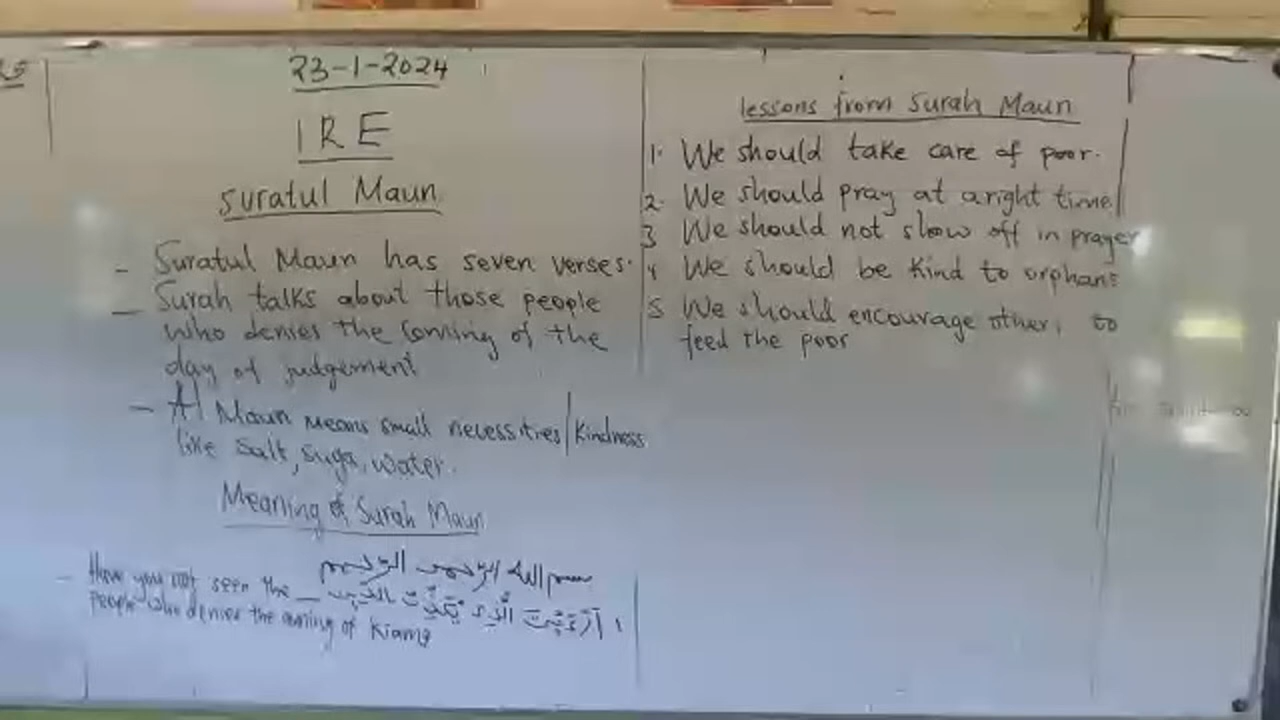 23-1-2024
IRE
Suratul Maun
- Suratul Maun has seven verses.
- Surah talks about those people
who denies the comming of the
day of judgement
- Al Maun means small necessities/Kindness
like Salt, suga, water.
Meaning of Surah Maun
بسم الله الرحمن الرحيم
- Have you not seen the
people who denies the coming of Kiama
lessons from Surah Maun
1. We should take care of poor.
2. We should pray at a right time
3 We should not show off in prayer
4 We should be Kind to orphans
5 We should encourage others to
feed the poor